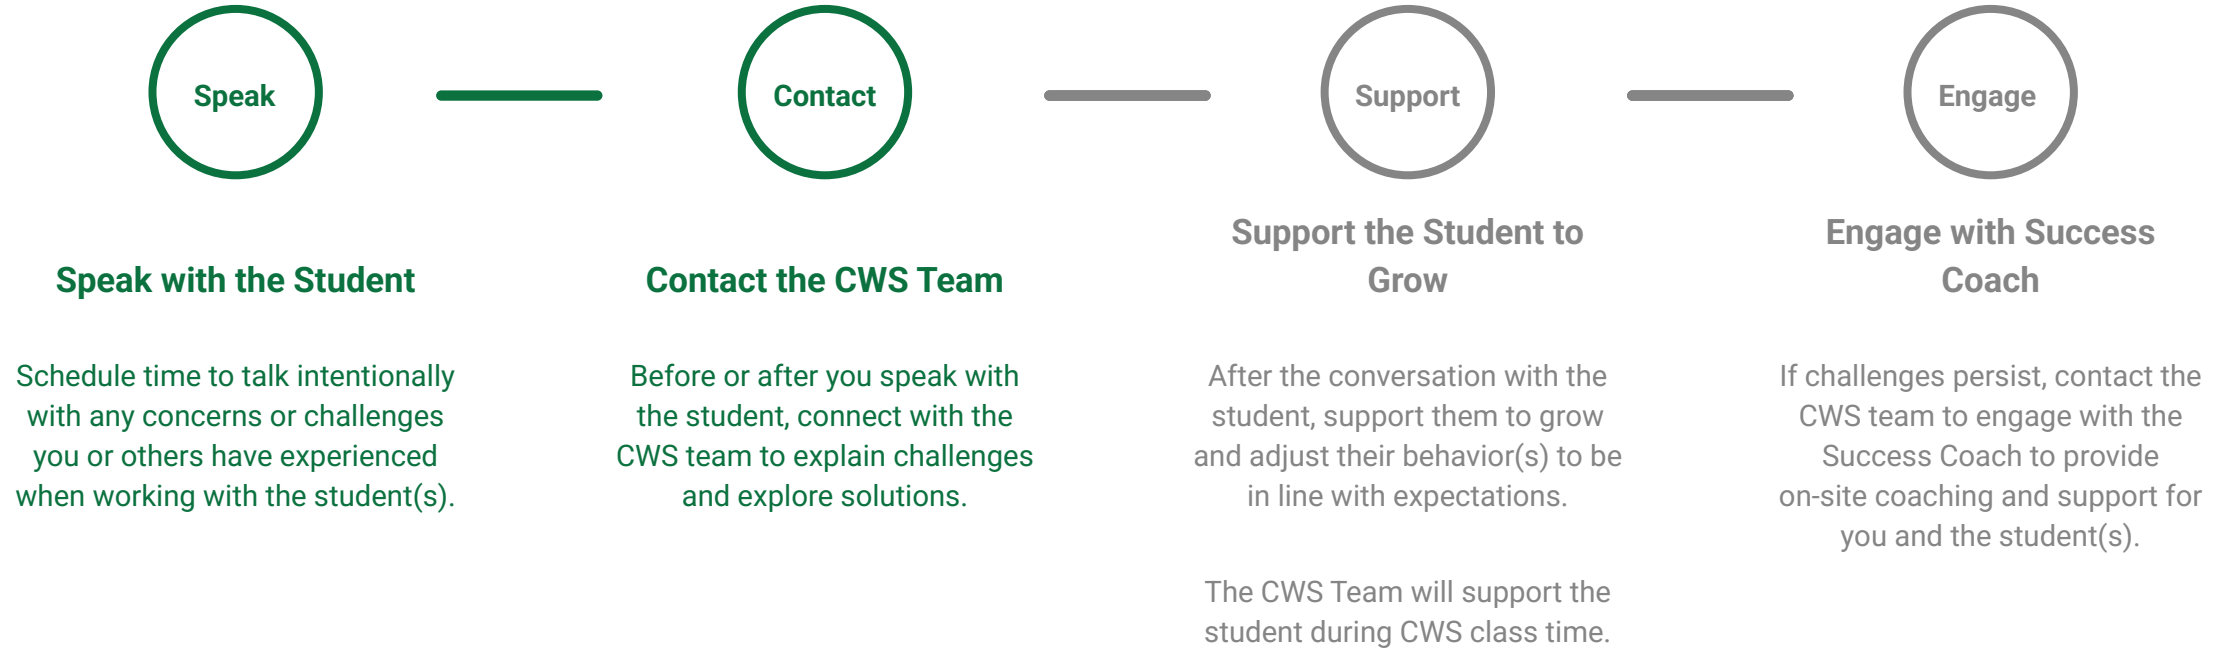 Speak
Contact
Support
Engage
Speak with the Student
Schedule time to talk intentionally
with any concerns or challenges
you or others have experienced
when working with the student(s).
Contact the CWS Team
Before or after you speak with
the student, connect with the
CWS team to explain challenges
and explore solutions.
Support the Student to
Grow
After the conversation with the
student, support them to grow
and adjust their behavior(s) to be
in line with expectations.
The CWS Team will support the
student during CWS class time.
Engage with Success
Coach
If challenges persist, contact the
CWS team to engage with the
Success Coach to provide
on-site coaching and support for
you and the student(s).